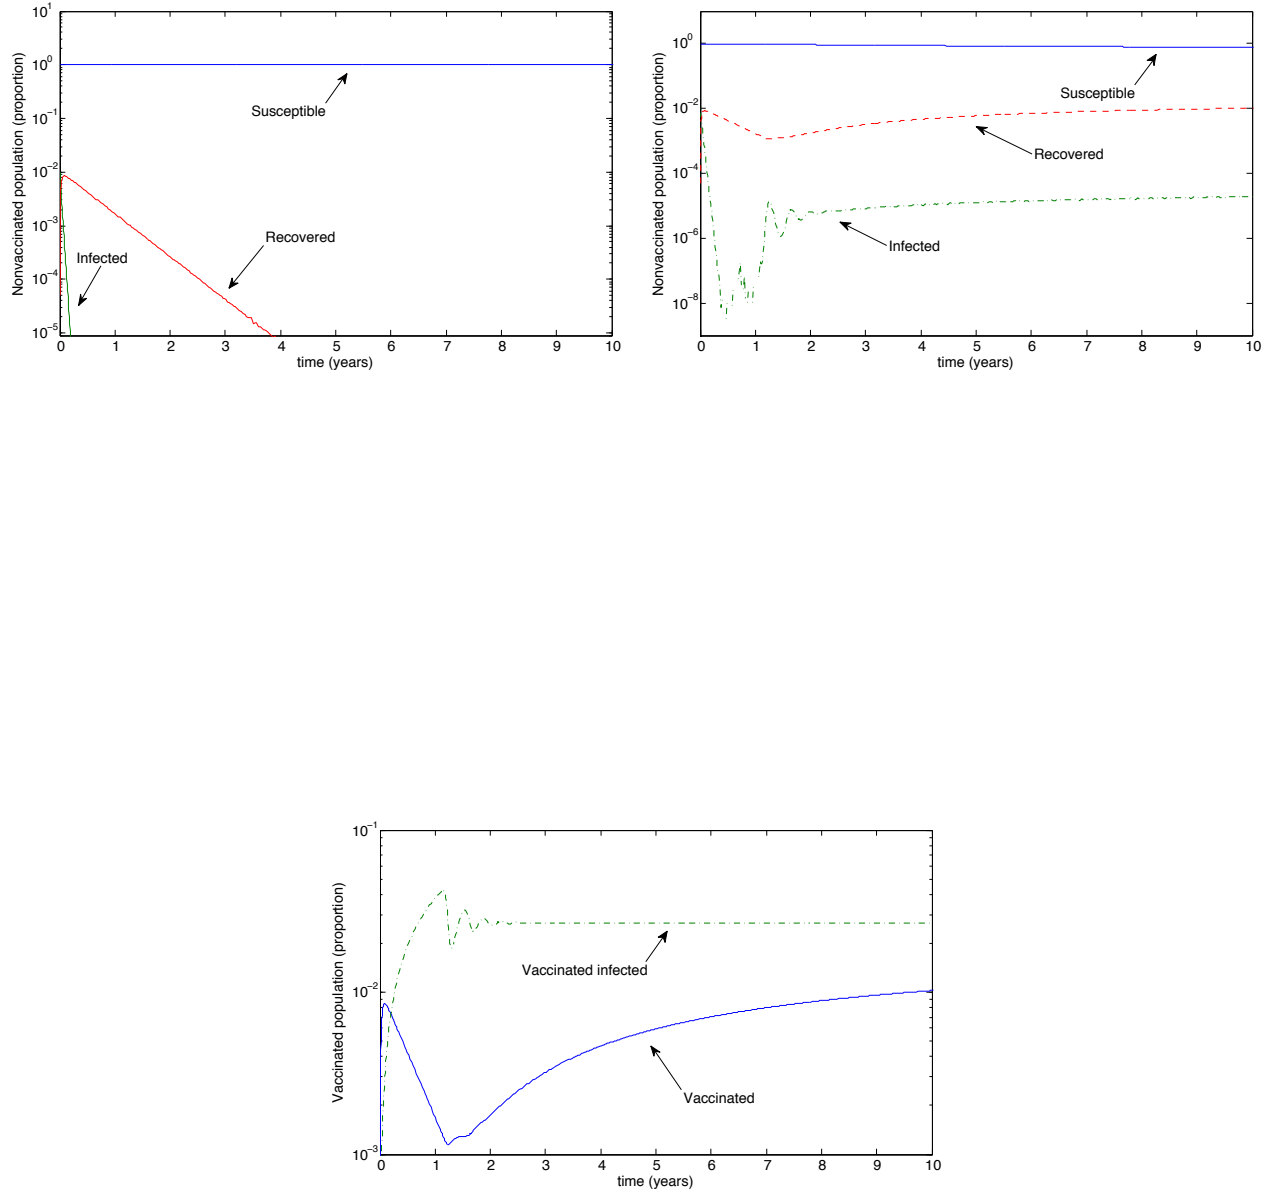 Nonvaccinated population (proportion)
10^1
10^0
10^−1
10^−2
10^−3
10^−4
10^−5
Susceptible
Recovered
Infected
0 1 2 3 4 5 6 7 8 9 10
time (years)
Nonvaccinated population (proportion)
10^0
10^−2
10^−4
10^−6
10^−8
Susceptible
Recovered
Infected
0 1 2 3 4 5 6 7 8 9 10
time (years)
Vaccinated population (proportion)
10^−1
10^−2
10^−3
Vaccinated infected
Vaccinated
0 1 2 3 4 5 6 7 8 9 10
time (years)